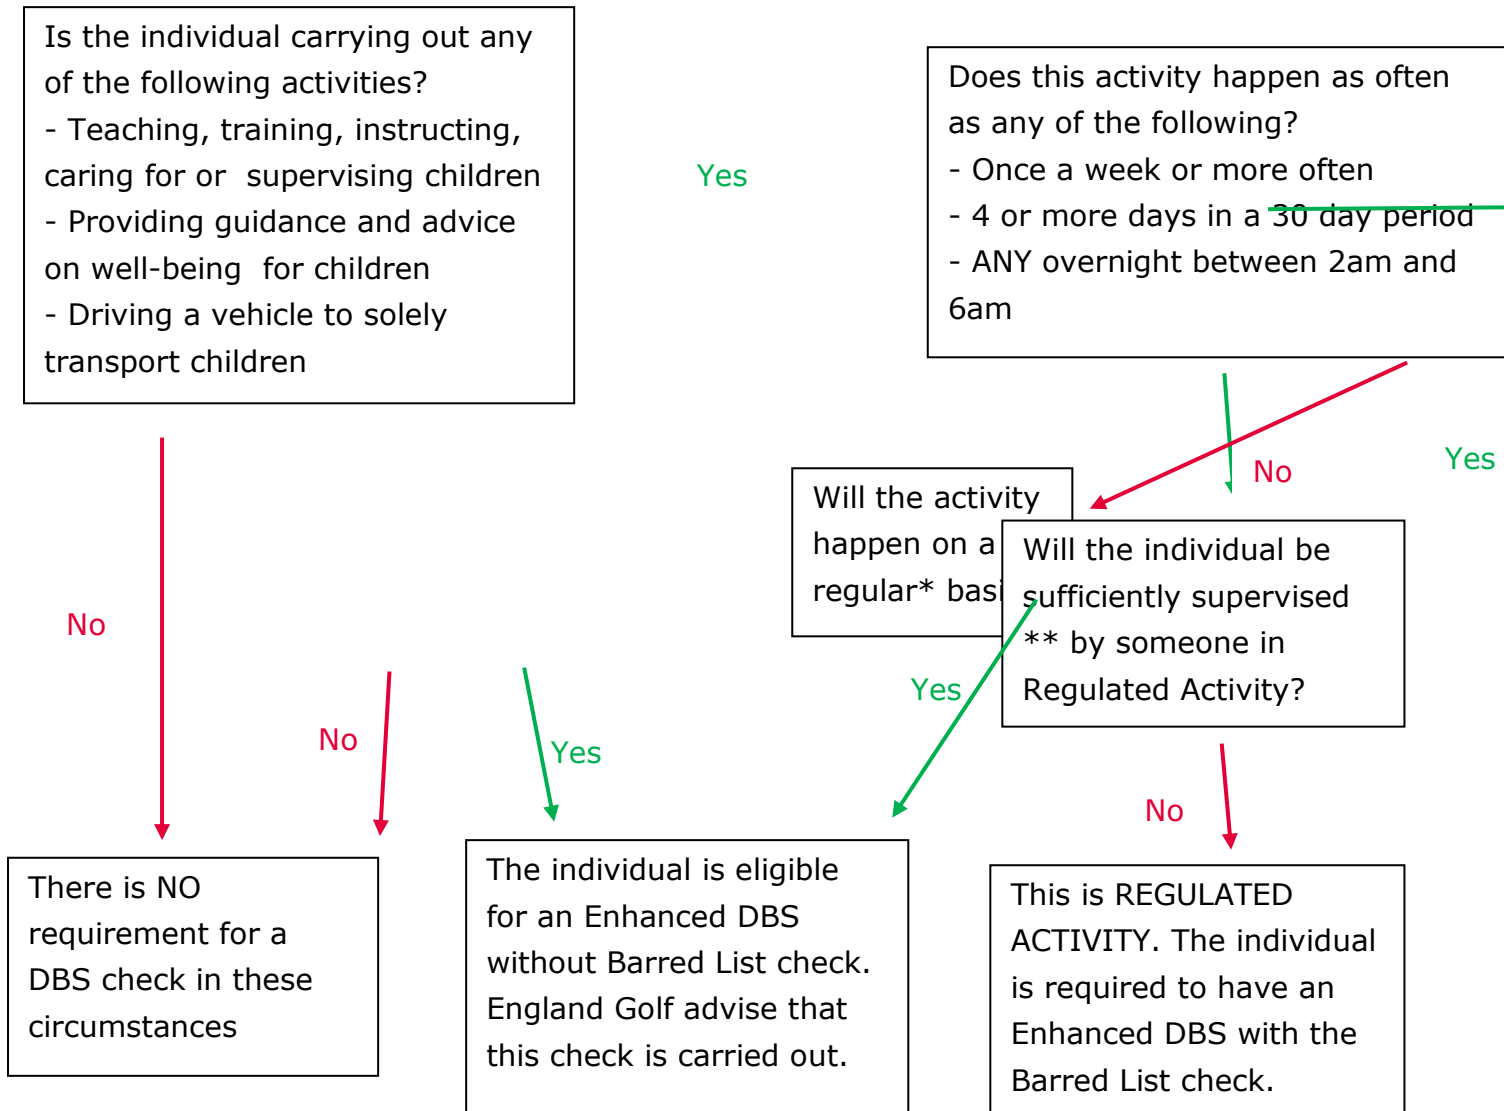 Is the individual carrying out any
of the following activities?
- Teaching, training, instructing,
caring for or  supervising children
- Providing guidance and advice
on well-being  for children
- Driving a vehicle to solely
transport children
Yes
Does this activity happen as often
as any of the following?
- Once a week or more often
- 4 or more days in a 30 day period
- ANY overnight between 2am and
6am
No
Yes
Will the activity
happen on a
regular* basi
Will the individual be
sufficiently supervised
** by someone in
Regulated Activity?
No
Yes
No
Yes
No
There is NO
requirement for a
DBS check in these
circumstances
The individual is eligible
for an Enhanced DBS
without Barred List check.
England Golf advise that
this check is carried out.
This is REGULATED
ACTIVITY. The individual
is required to have an
Enhanced DBS with the
Barred List check.